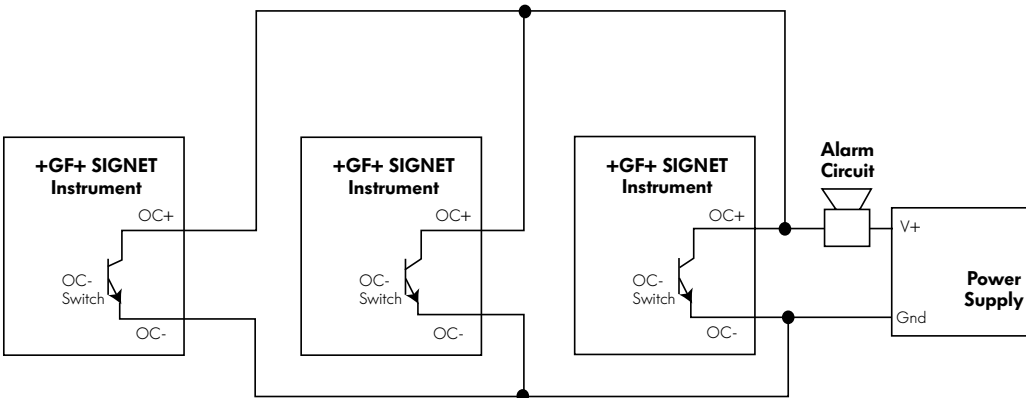 +GF+ SIGNET
Instrument
OC+
OC-
Switch
OC-
+GF+ SIGNET
Instrument
OC+
OC-
Switch
OC-
+GF+ SIGNET
Instrument
OC+
OC-
Switch
OC-
Alarm
Circuit
V+
Power
Supply
Gnd